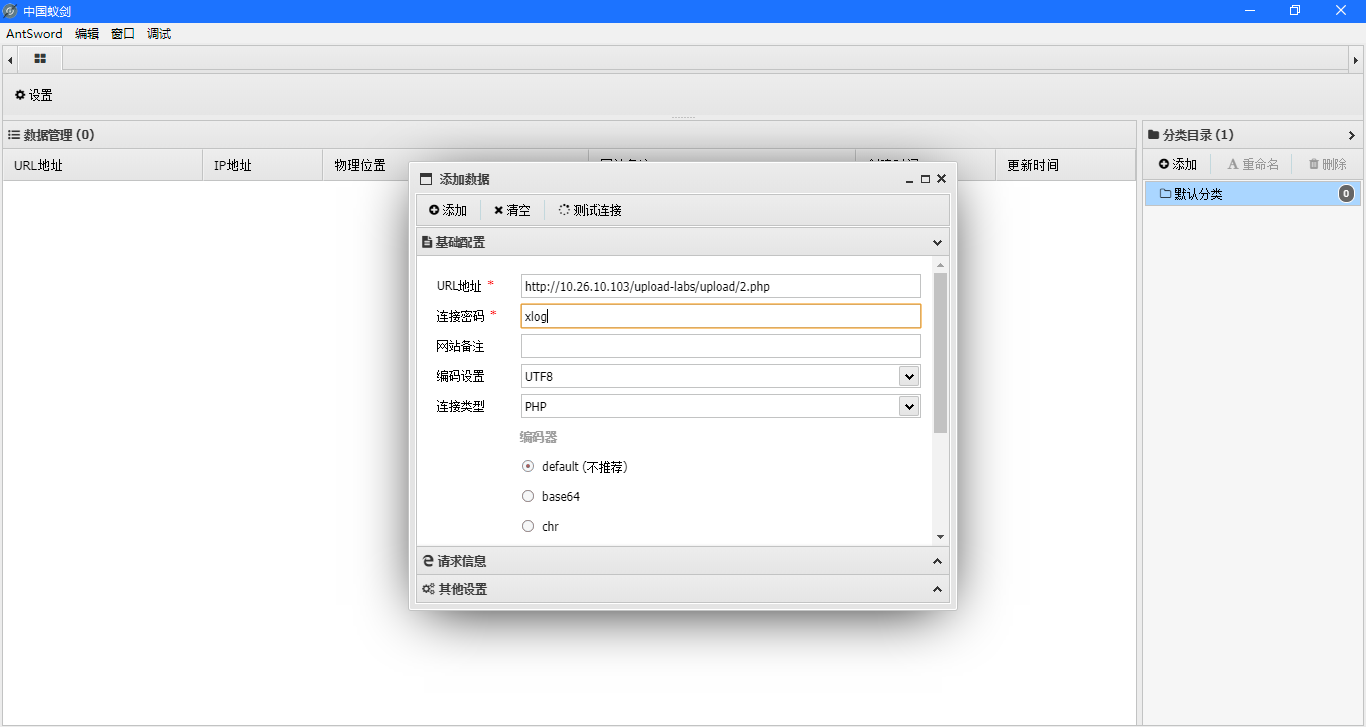 中国蚁剑
AntSword 编辑 窗口 调试
设置
数据管理 (0)
分类目录 (1)
URL地址 IP地址 物理位置 更新时间
添加 重命名 删除
默认分类 0
添加数据
添加 清空 测试连接
基础配置
URL地址 * http://10.26.10.103/upload-labs/upload/2.php
连接密码 * xlog
网站备注
编码设置 UTF8
连接类型 PHP
编码器
default (不推荐)
base64
chr
请求信息
其他设置